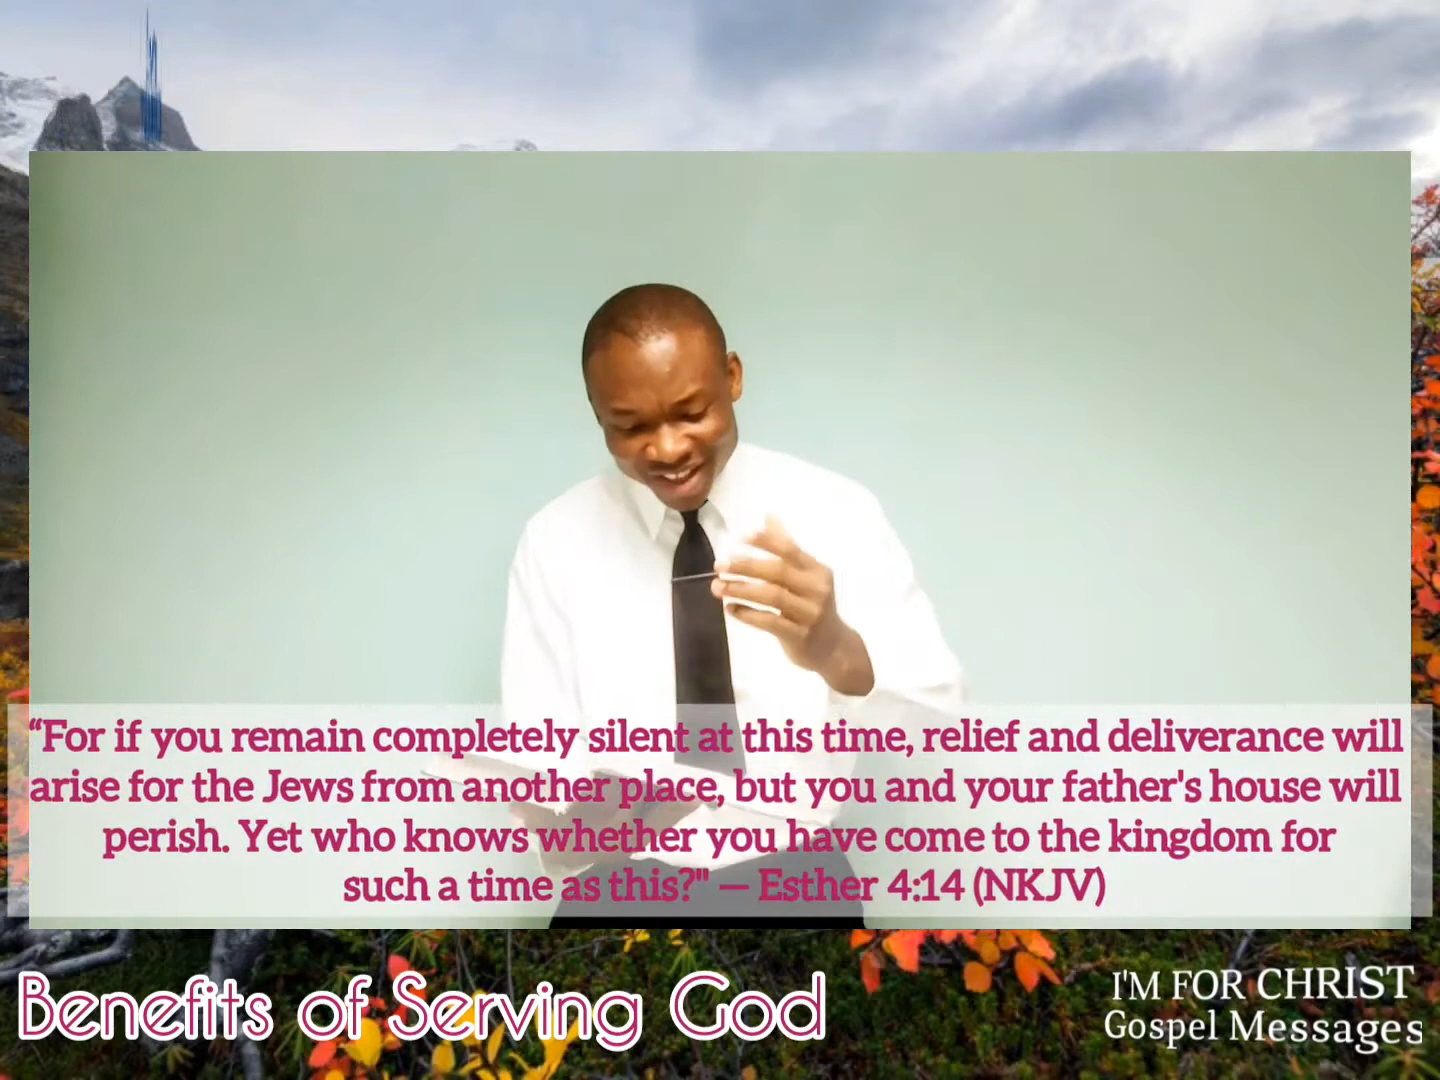 “For if you remain completely silent at this time, relief and deliverance will
arise for the Jews from another place, but you and your father's house will
perish. Yet who knows whether you have come to the kingdom for
such a time as this?" — Esther 4:14 (NKJV)
Benefits of Serving God
I'M FOR CHRIST
Gospel Messages